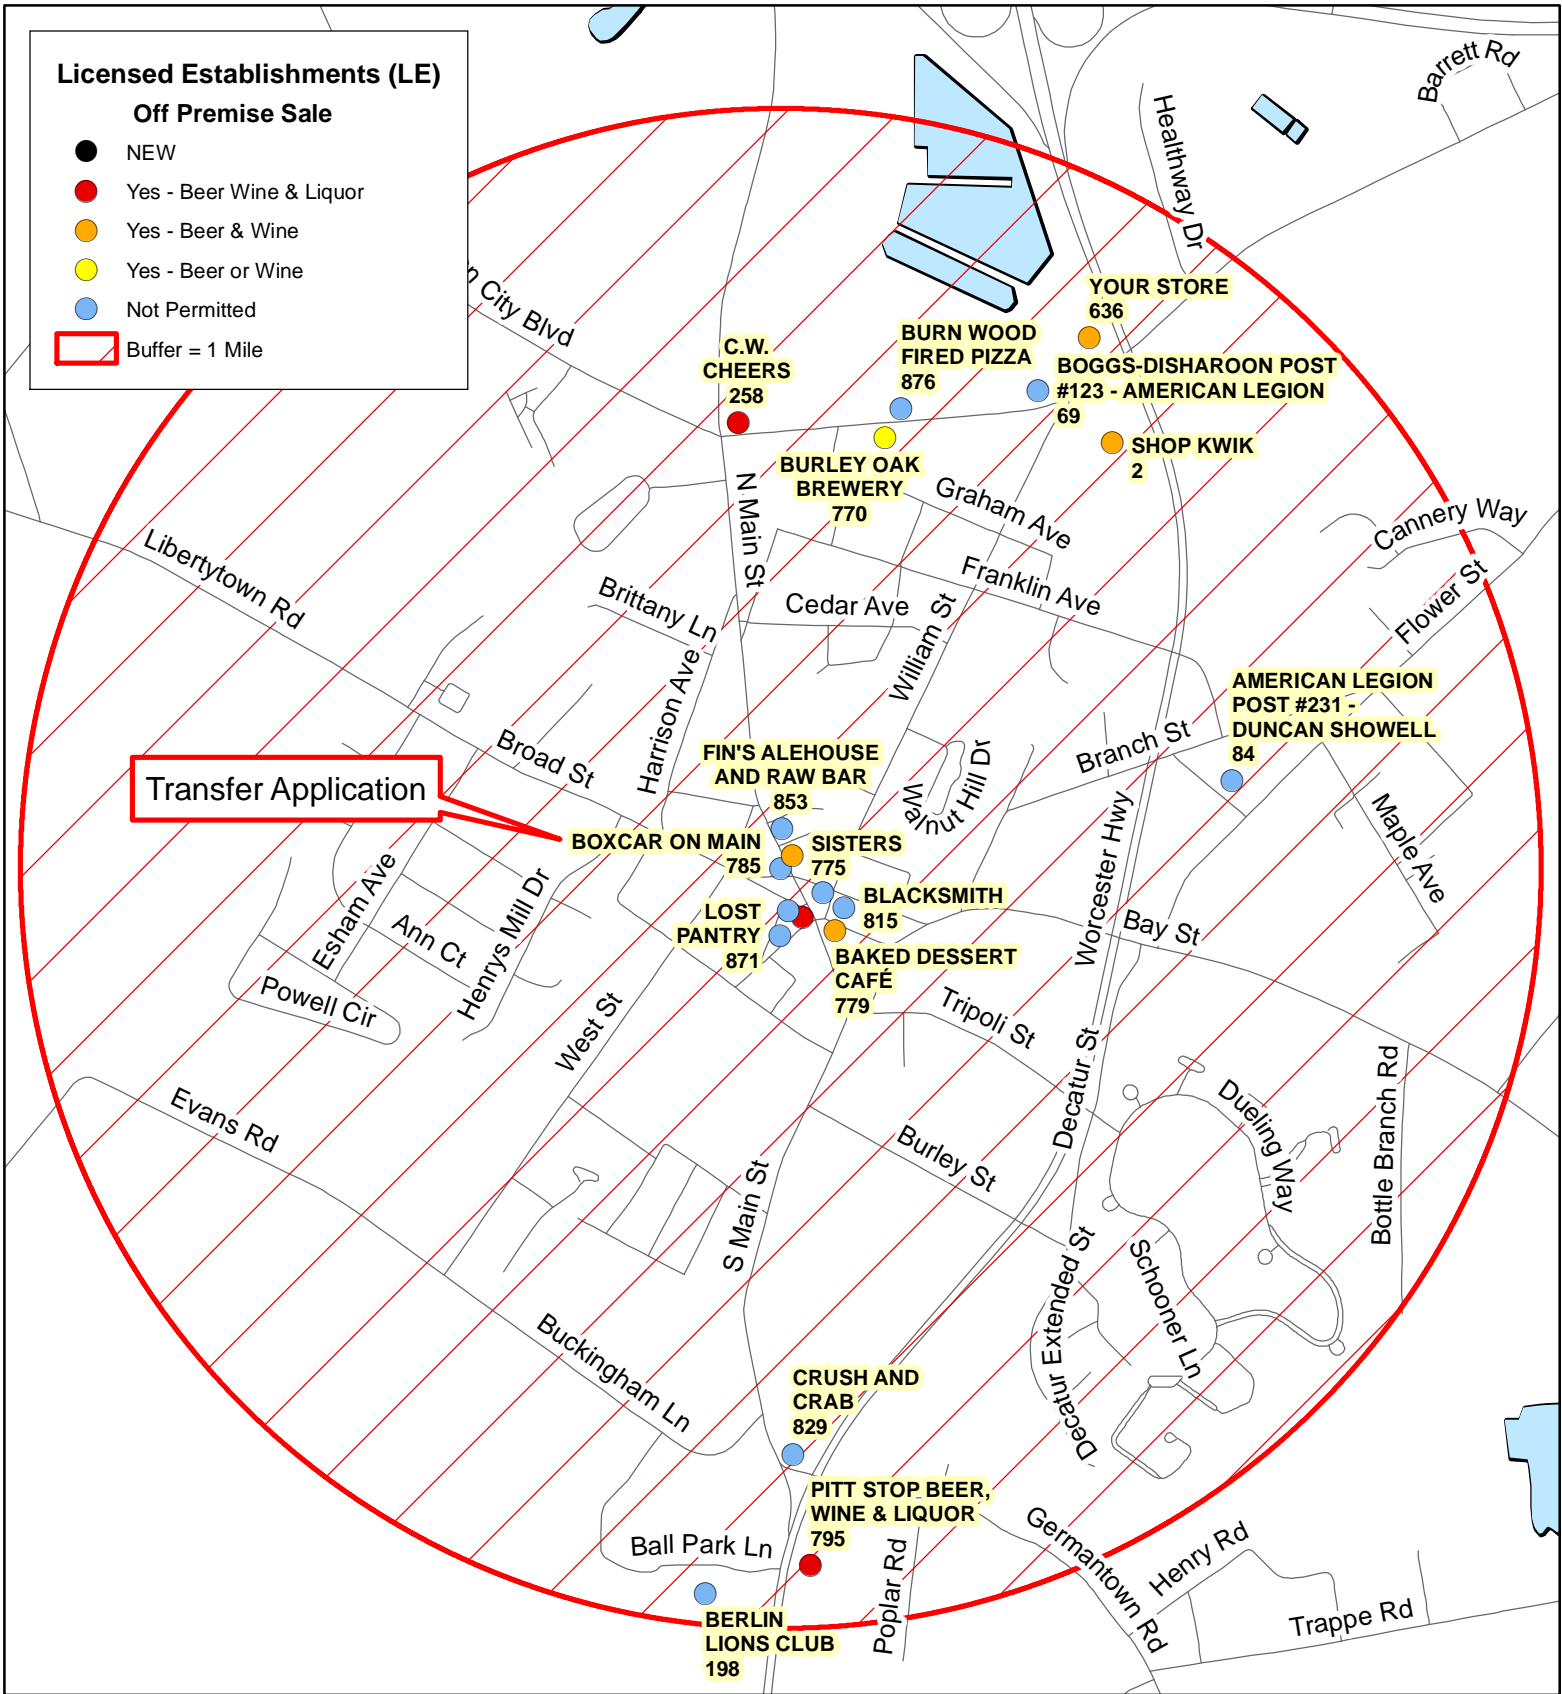 Licensed Establishments (LE)
Off Premise Sale
NEW
Yes - Beer Wine & Liquor
Yes - Beer & Wine
Yes - Beer or Wine
Not Permitted
Buffer = 1 Mile
Barrett Rd
Healthway Dr
n City Blvd
YOUR STORE
636
C.W.
CHEERS
258
BURN WOOD
FIRED PIZZA
876
BOGGS-DISHAROON POST
#123 - AMERICAN LEGION
69
SHOP KWIK
2
BURLEY OAK
BREWERY
770
N Main St
Graham Ave
Cannery Way
Libertytown Rd
Franklin Ave
Flower St
Brittany Ln
Cedar Ave
William St
Harrison Ave
AMERICAN LEGION
POST #231 -
DUNCAN SHOWELL
84
Broad St
FIN'S ALEHOUSE
AND RAW BAR
853
Walnut Hill Dr
Branch St
Transfer Application
Worcester Hwy
Maple Ave
BOXCAR ON MAIN
785
SISTERS
775
Esham Ave
Henrys Mill Dr
BLACKSMITH
815
LOST
PANTRY
871
Ann Ct
Bay St
BAKED DESSERT
CAFÉ
779
Powell Cir
West St
Tripoli St
Decatur St
Evans Rd
Burley St
Dueling Way
Bottle Branch Rd
S Main St
Schooner Ln
Decatur Extended St
Buckingham Ln
CRUSH AND
CRAB
829
PITT STOP BEER,
WINE & LIQUOR
795
Ball Park Ln
Poplar Rd
Germantown Rd
Henry Rd
Trappe Rd
BERLIN
LIONS CLUB
198